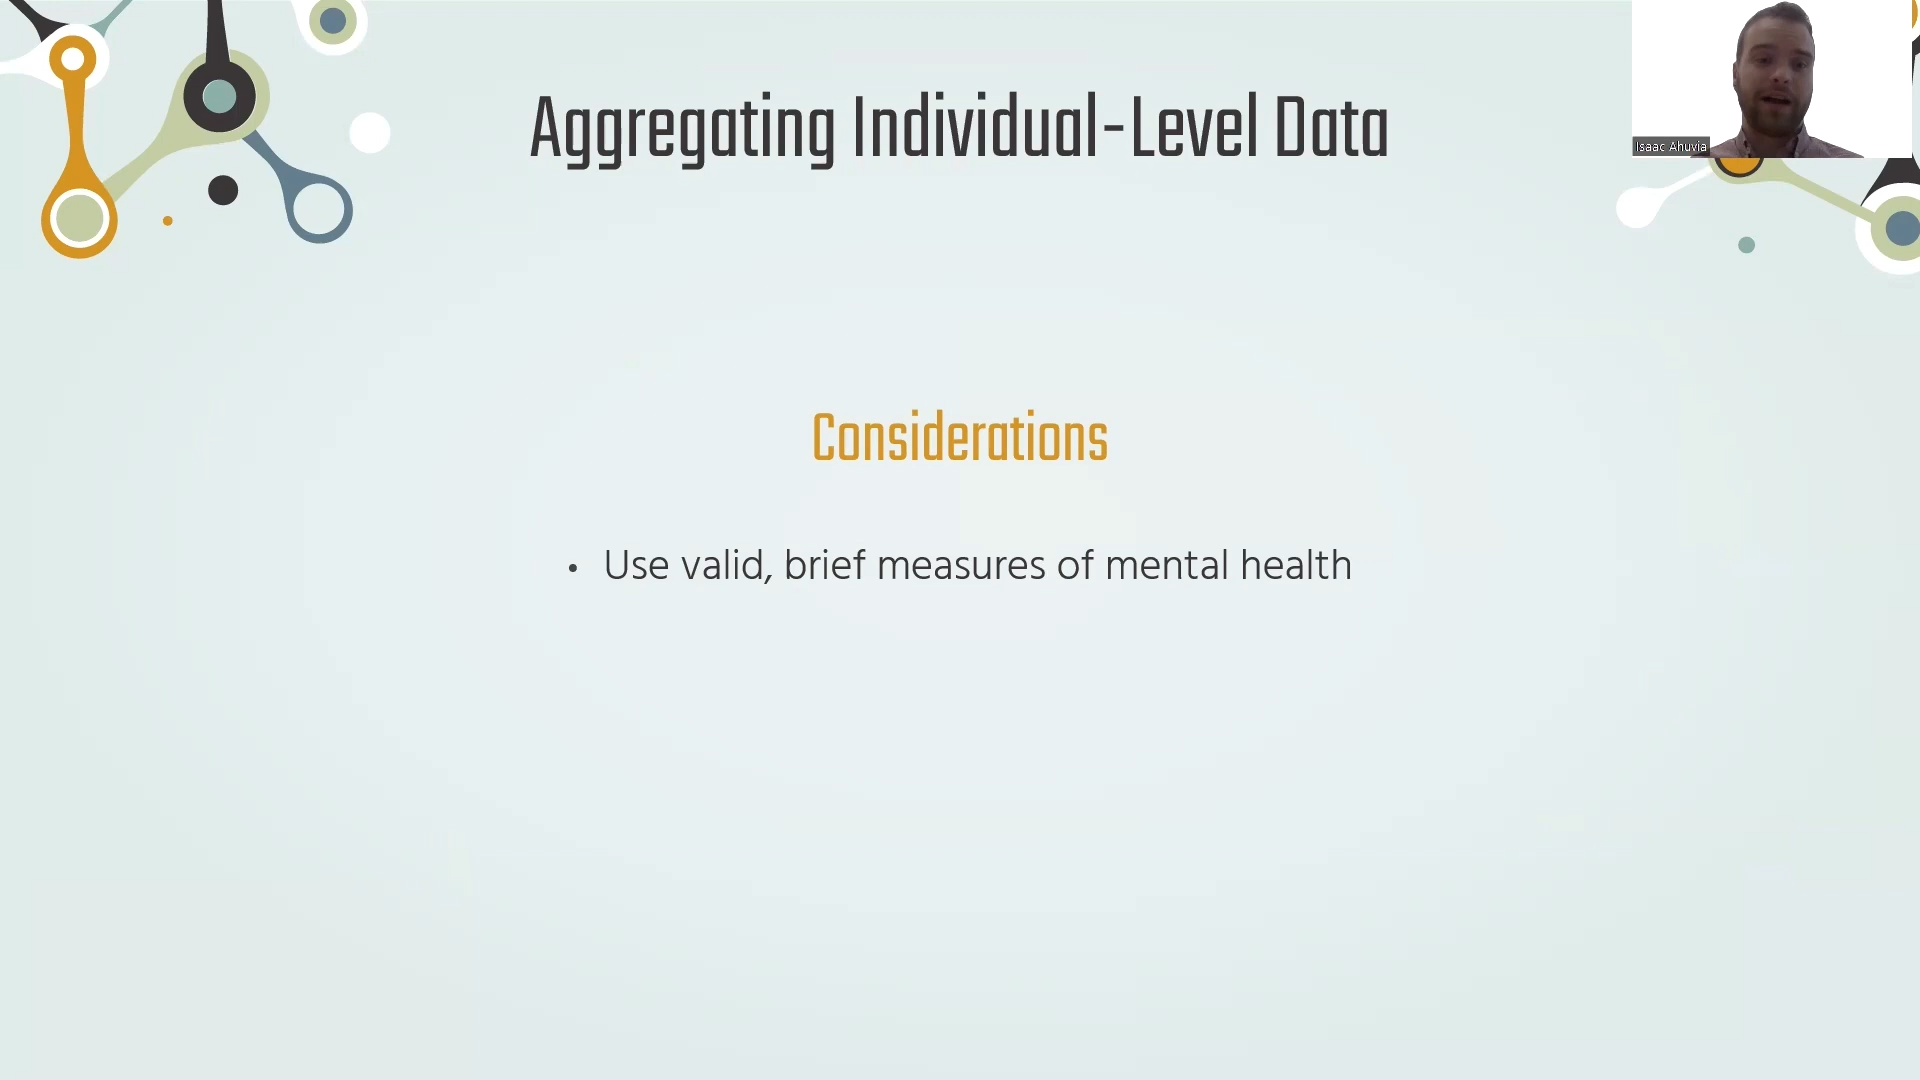 Aggregating Individual-Level Data
Isaac Ahuvia
Considerations
• Use valid, brief measures of mental health